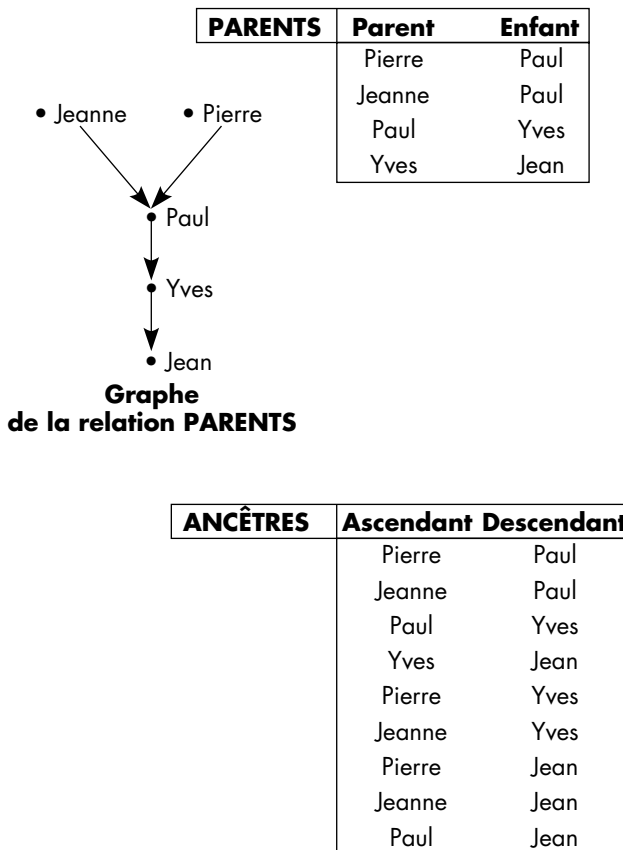 PARENTS Parent Enfant
Pierre Paul
Jeanne Paul
Paul Yves
Yves Jean
• Jeanne • Pierre
• Paul
• Yves
• Jean
Graphe
de la relation PARENTS
ANCÊTRES Ascendant Descendant
Pierre Paul
Jeanne Paul
Paul Yves
Yves Jean
Pierre Yves
Jeanne Yves
Pierre Jean
Jeanne Jean
Paul Jean